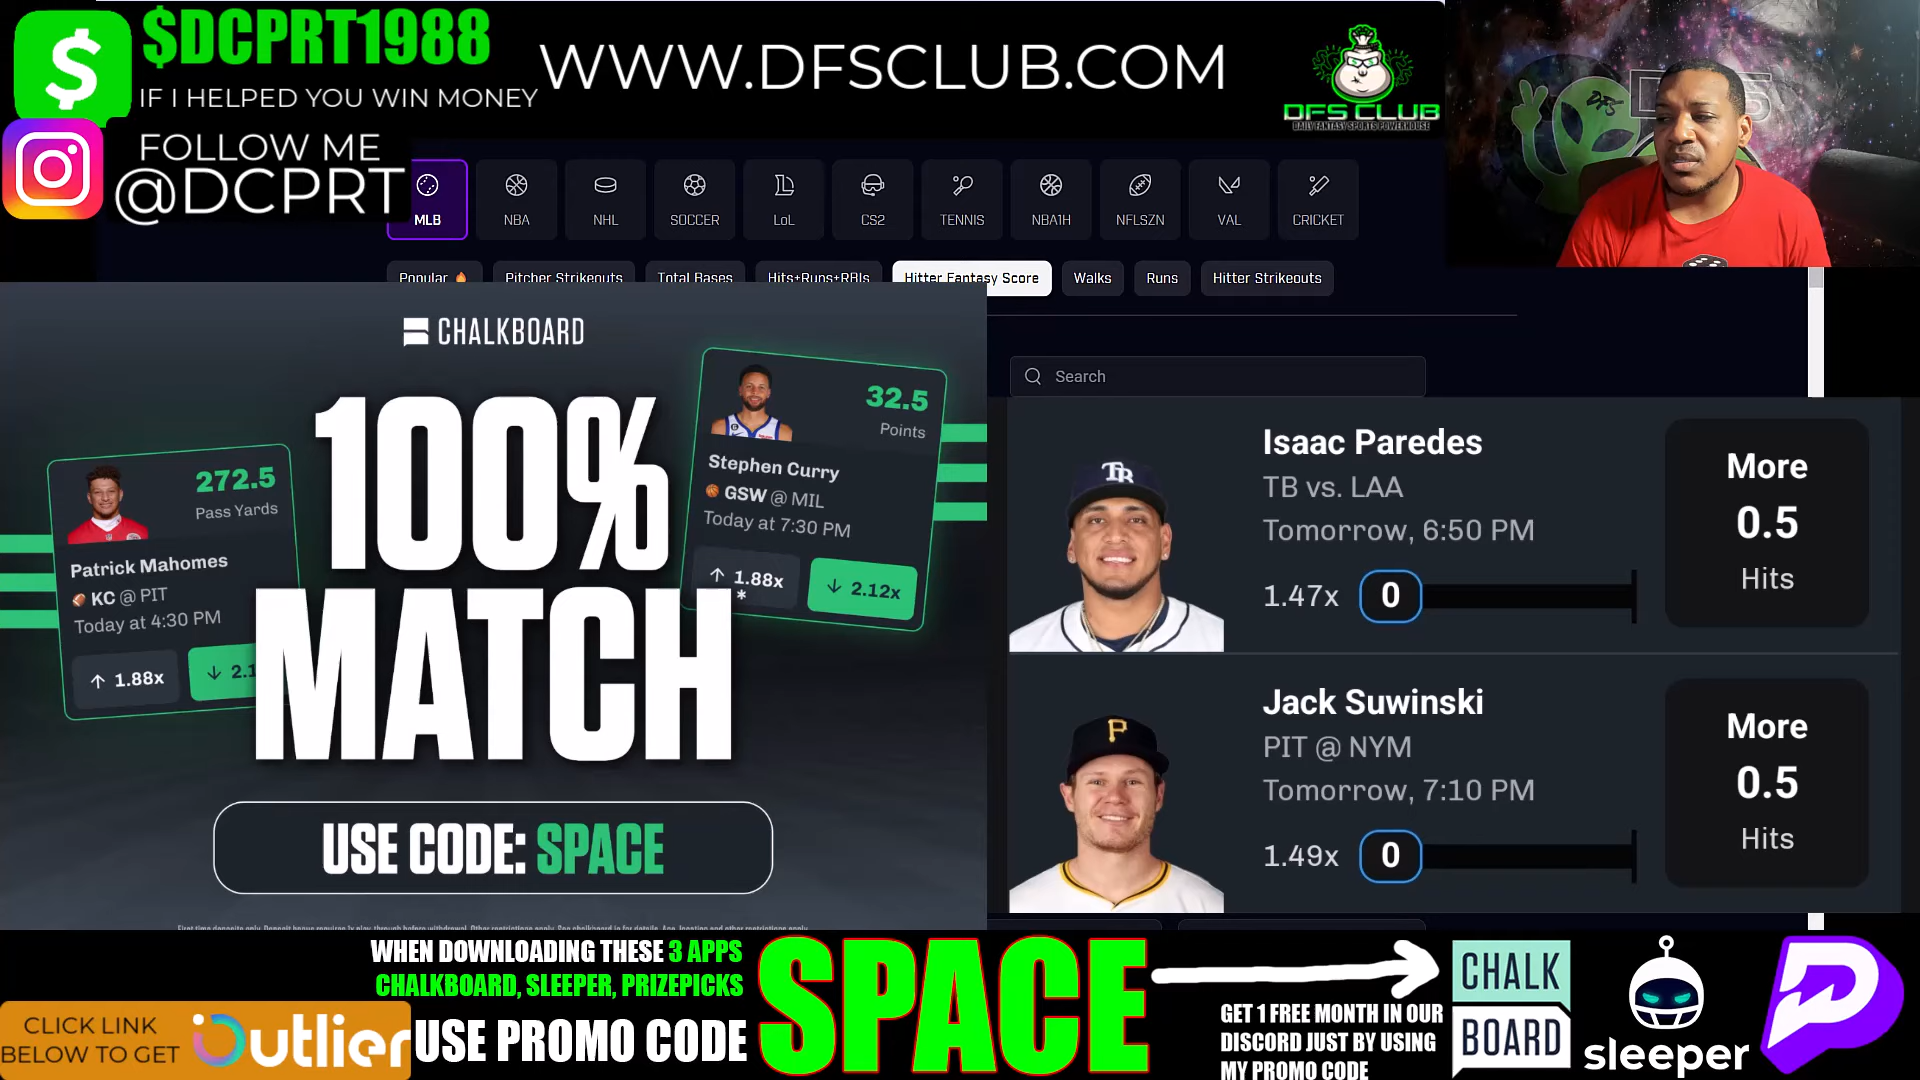 $DCPRT1988
IF I HELPED YOU WIN MONEY
WWW.DFSCLUB.COM
DFS CLUB
DAILY FANTASY SPORTS POWERHOUSE
FOLLOW ME
@DCPRT
MLB
NBA
NHL
SOCCER
LoL
CS2
TENNIS
NBA1H
NFLSZN
VAL
CRICKET
Popular
Pitcher Strikeouts
Total Bases
Hits+Runs+RBIs
Hitter Fantasy Score
Walks
Runs
Hitter Strikeouts
CHALKBOARD
100%
MATCH
272.5
Pass Yards
Patrick Mahomes
KC @ PIT
Today at 4:30 PM
↑ 1.88x
↓ 2.1
32.5
Points
Stephen Curry
GSW @ MIL
Today at 7:30 PM
↑ 1.88x
*
↓ 2.12x
USE CODE: SPACE
Search
Isaac Paredes
TB vs. LAA
Tomorrow, 6:50 PM
1.47x
0
More
0.5
Hits
Jack Suwinski
PIT @ NYM
Tomorrow, 7:10 PM
1.49x
0
More
0.5
Hits
WHEN DOWNLOADING THESE 3 APPS
CHALKBOARD, SLEEPER, PRIZEPICKS
USE PROMO CODE
SPACE
CLICK LINK
BELOW TO GET
Outlier
GET 1 FREE MONTH IN OUR
DISCORD JUST BY USING
MY PROMO CODE
CHALK
BOARD
sleeper